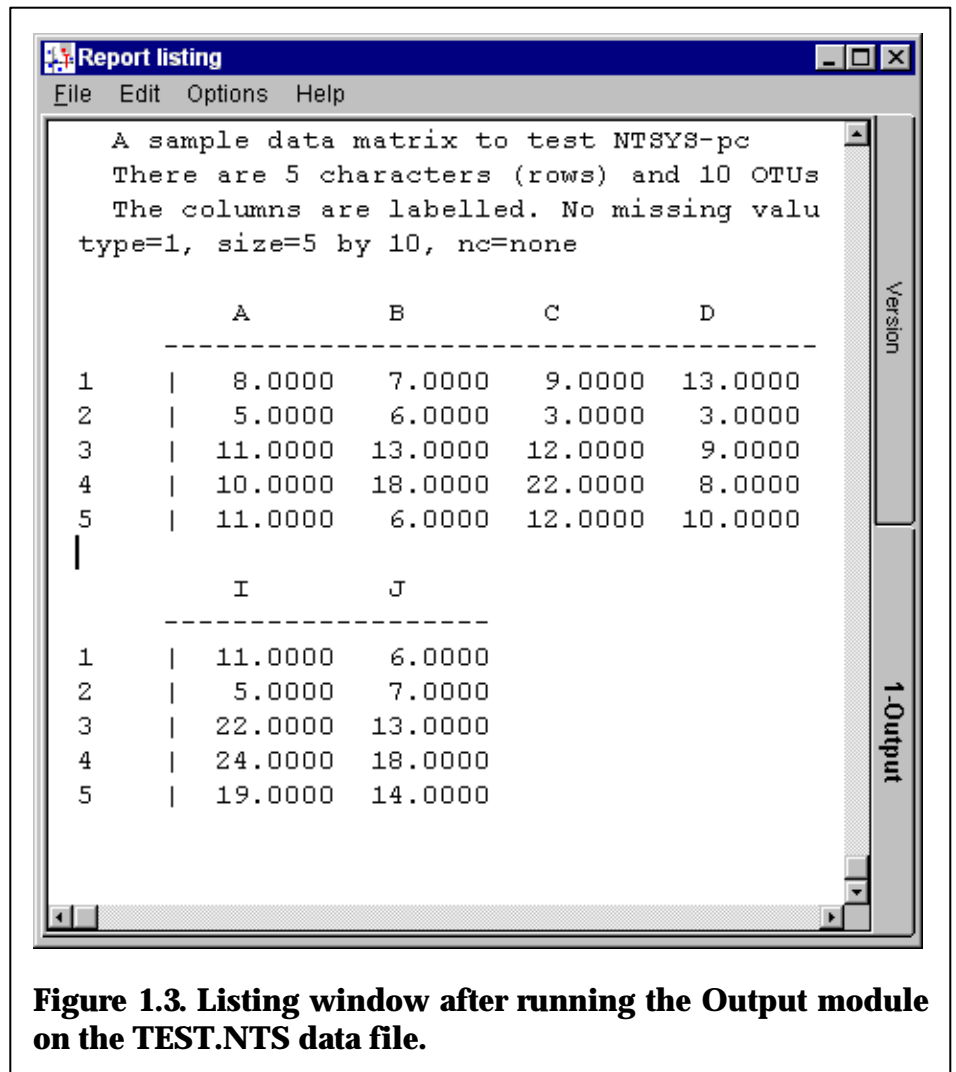 Report listing
File Edit Options Help
A sample data matrix to test NTSYS-pc
There are 5 characters (rows) and 10 OTUs
The columns are labelled. No missing valu
type=1, size=5 by 10, nc=none
A B C D
---------------------------------------
1 | 8.0000 7.0000 9.0000 13.0000
2 | 5.0000 6.0000 3.0000 3.0000
3 | 11.0000 13.0000 12.0000 9.0000
4 | 10.0000 18.0000 22.0000 8.0000
5 | 11.0000 6.0000 12.0000 10.0000
I J
-------------------
1 | 11.0000 6.0000
2 | 5.0000 7.0000
3 | 22.0000 13.0000
4 | 24.0000 18.0000
5 | 19.0000 14.0000
Version
1-Output
Figure 1.3. Listing window after running the Output module
on the TEST.NTS data file.